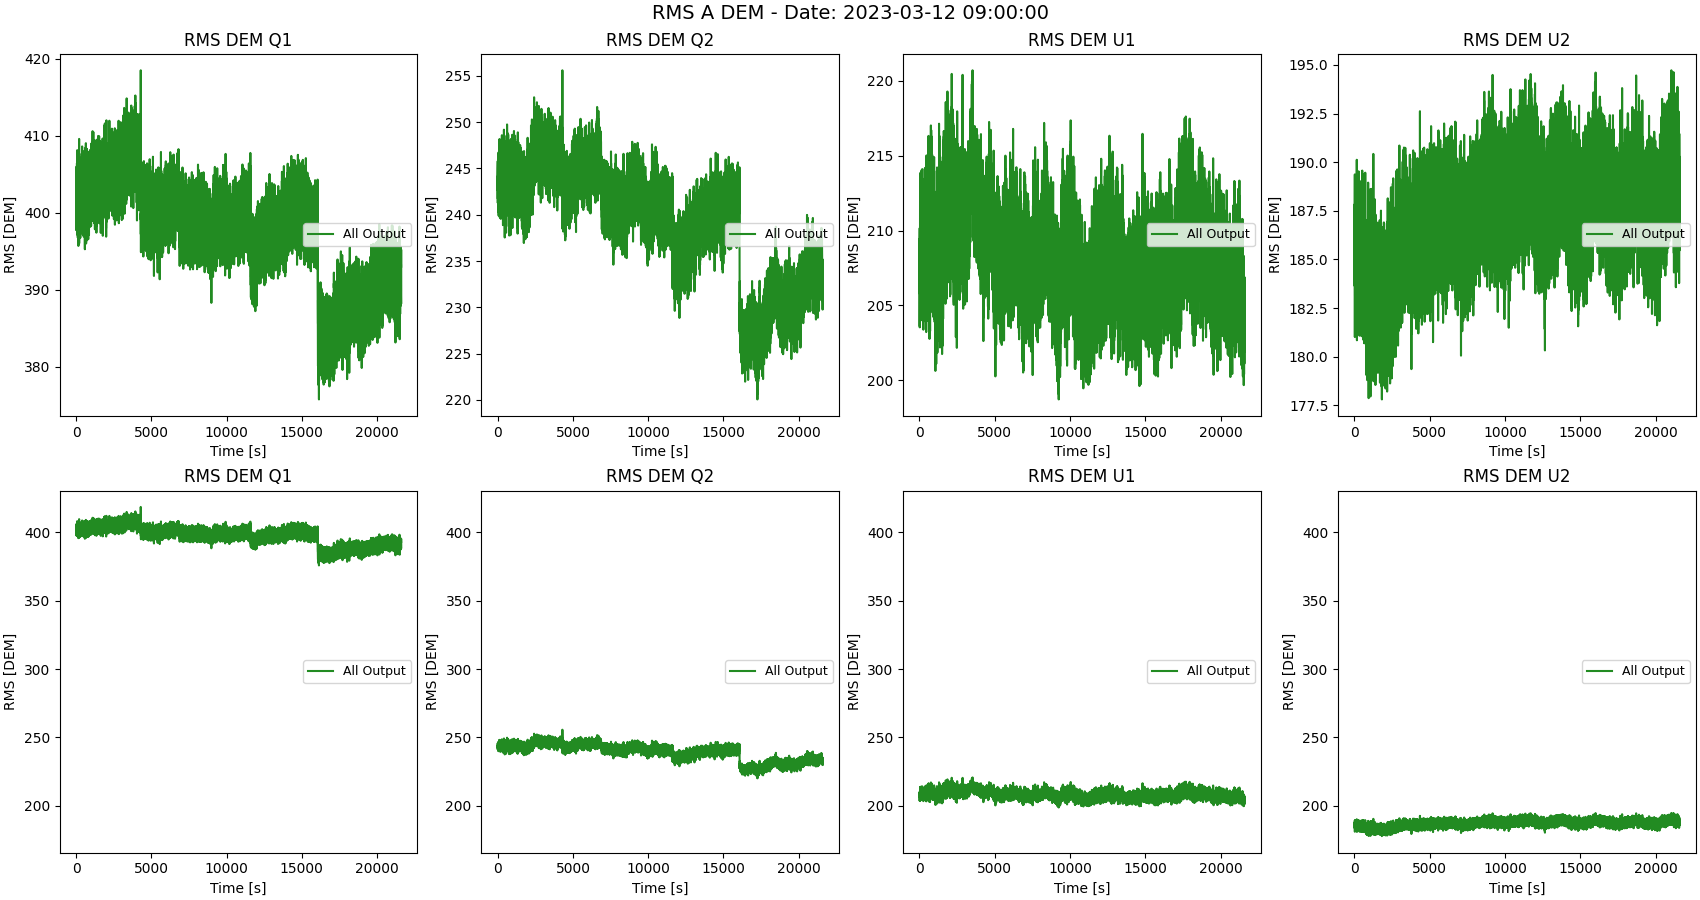 RMS A DEM - Date: 2023-03-12 09:00:00
RMS DEM Q1
RMS [DEM]
420
410
400
390
380
All Output
0 5000 10000 15000 20000
Time [s]
RMS DEM Q2
RMS [DEM]
255
250
245
240
235
230
225
220
All Output
0 5000 10000 15000 20000
Time [s]
RMS DEM U1
RMS [DEM]
220
215
210
205
200
All Output
0 5000 10000 15000 20000
Time [s]
RMS DEM U2
RMS [DEM]
195.0
192.5
190.0
187.5
185.0
182.5
180.0
177.5
All Output
0 5000 10000 15000 20000
Time [s]
RMS DEM Q1
RMS [DEM]
400
350
300
250
200
All Output
0 5000 10000 15000 20000
Time [s]
RMS DEM Q2
RMS [DEM]
400
350
300
250
200
All Output
0 5000 10000 15000 20000
Time [s]
RMS DEM U1
RMS [DEM]
400
350
300
250
200
All Output
0 5000 10000 15000 20000
Time [s]
RMS DEM U2
RMS [DEM]
400
350
300
250
200
All Output
0 5000 10000 15000 20000
Time [s]